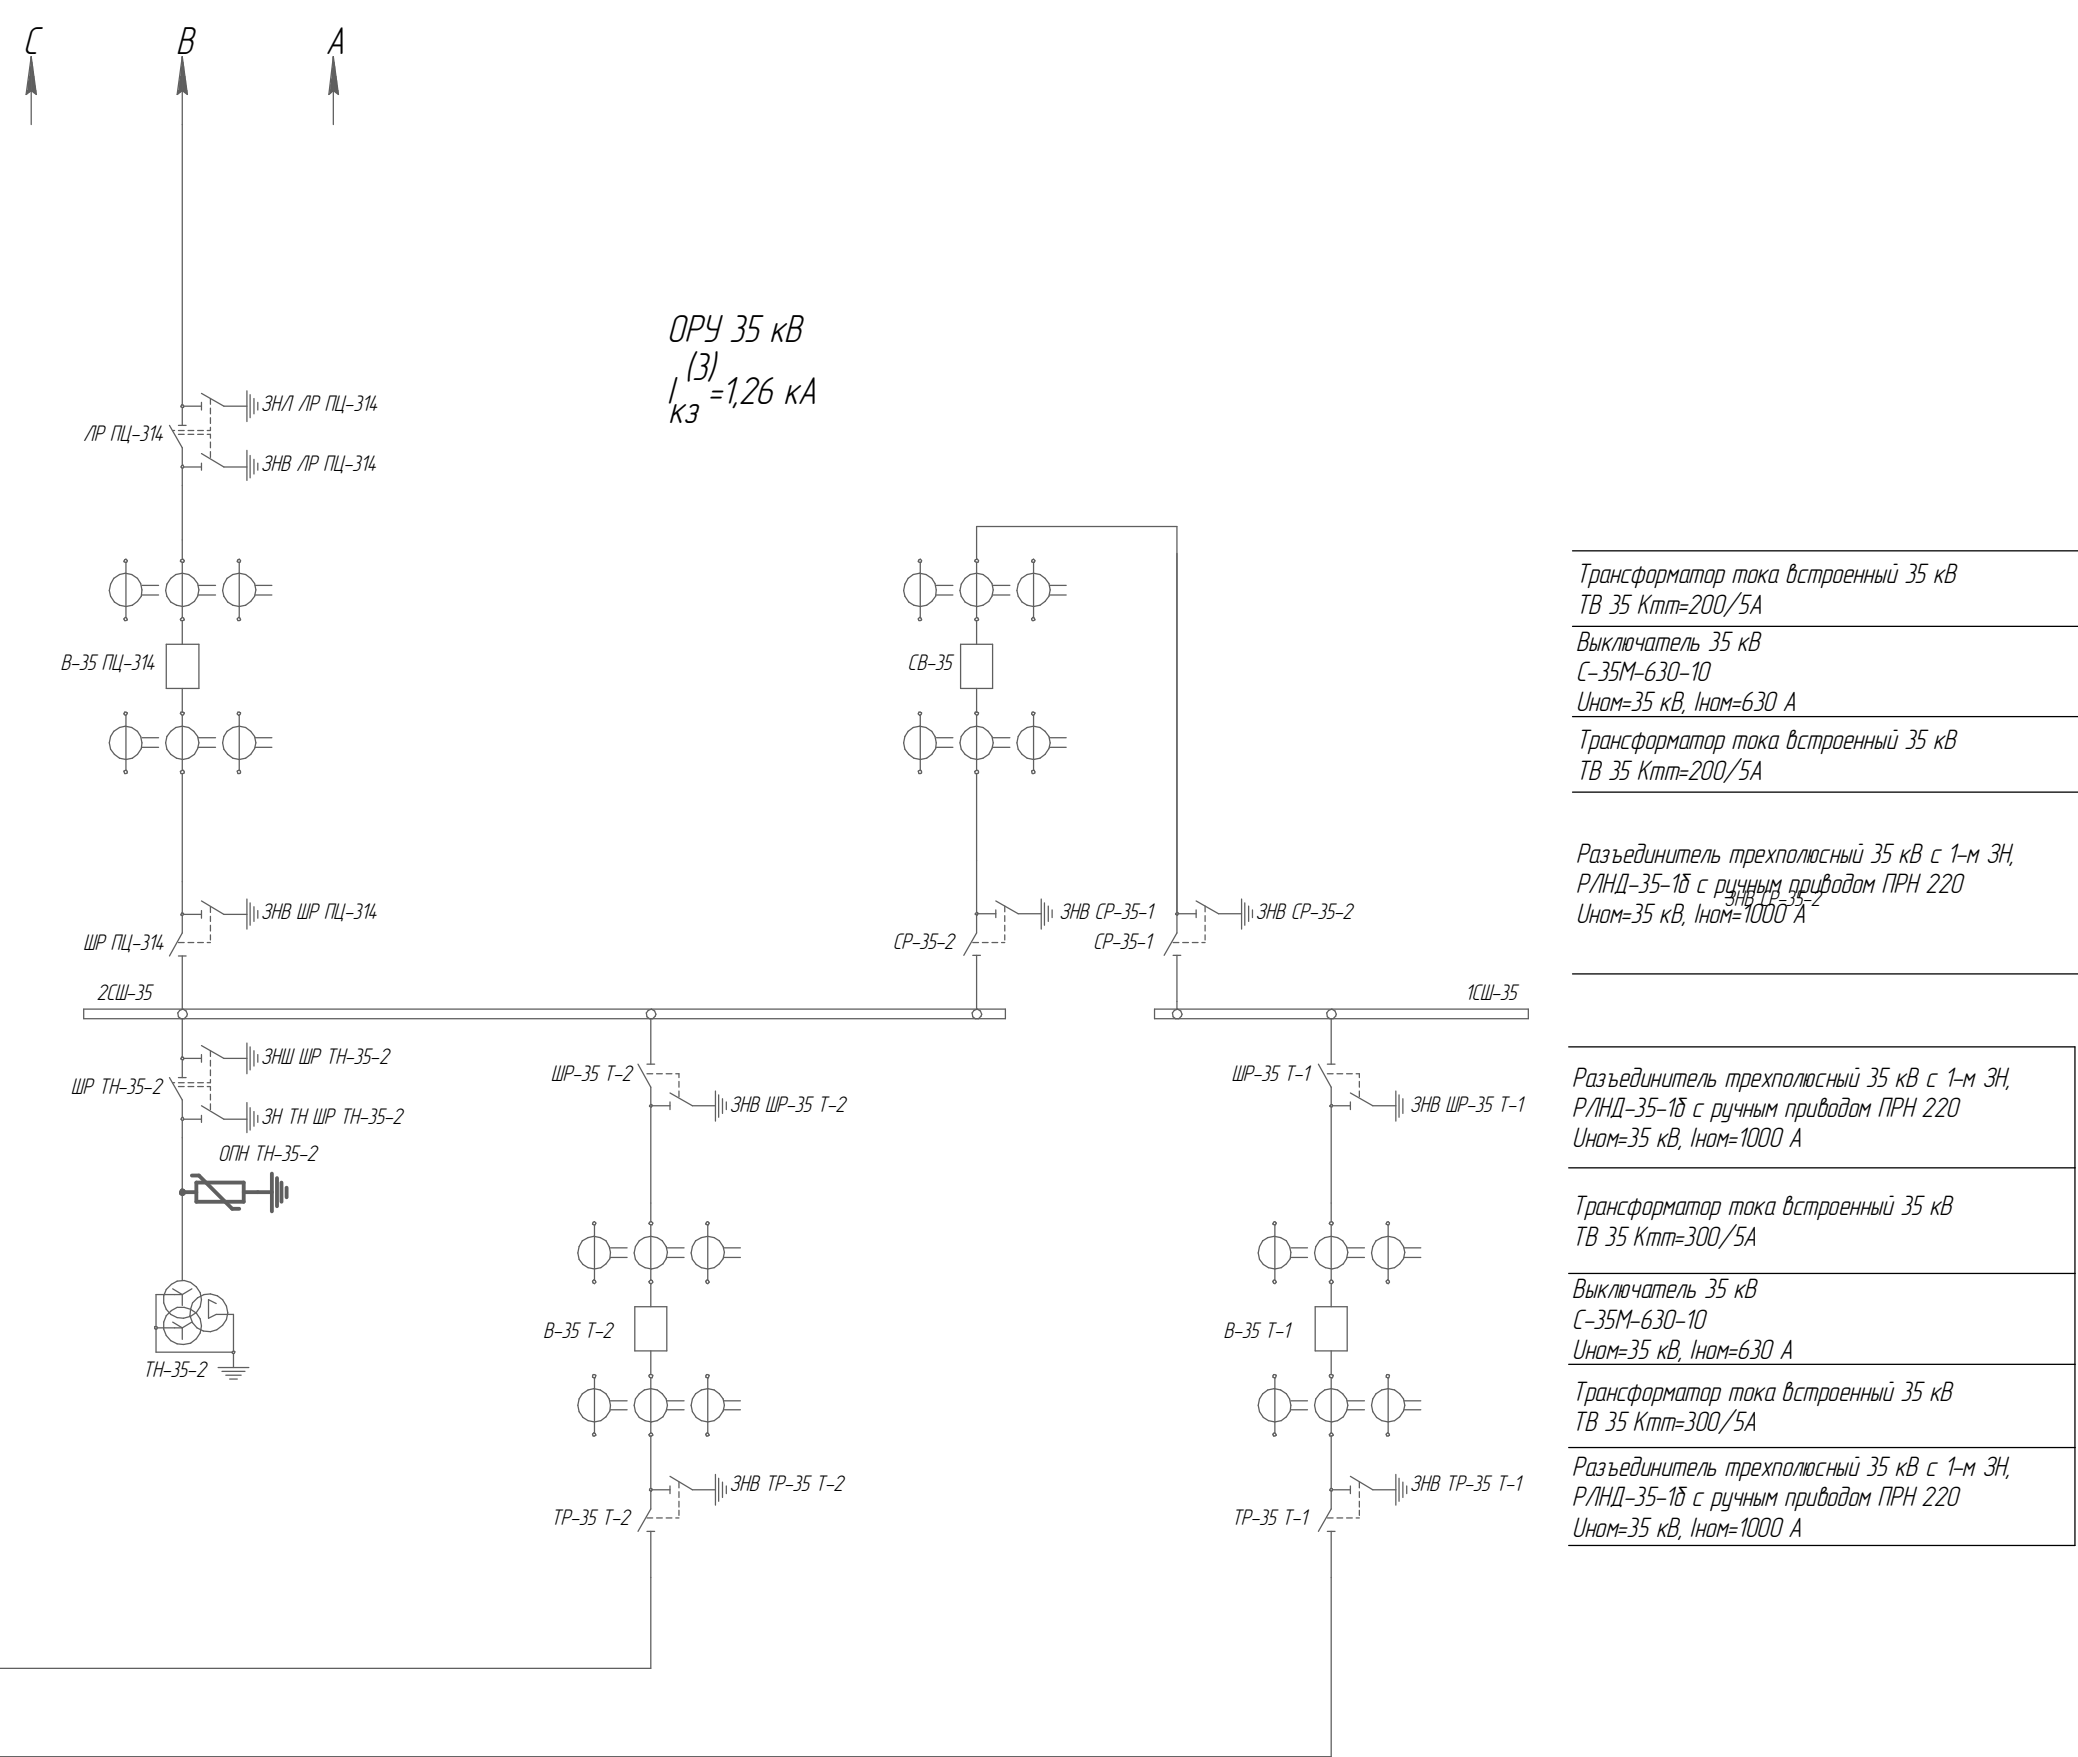 С В А
ОРУ 35 кВ
(3)
I =1,26 кА
КЗ
ЗНЛ ЛР ПЦ-314
ЛР ПЦ-314
ЗНВ ЛР ПЦ-314
В-35 ПЦ-314
СВ-35
ЗНВ ШР ПЦ-314
ЗНВ СР-35-1
ЗНВ СР-35-2
ШР ПЦ-314
СР-35-2
СР-35-1
2СШ-35
1СШ-35
ЗНШ ШР ТН-35-2
ШР ТН-35-2
ЗН ТН ШР ТН-35-2
ОПН ТН-35-2
ТН-35-2
ШР-35 Т-2
ЗНВ ШР-35 Т-2
В-35 Т-2
ЗНВ ТР-35 Т-2
ТР-35 Т-2
ШР-35 Т-1
ЗНВ ШР-35 Т-1
В-35 Т-1
ЗНВ ТР-35 Т-1
ТР-35 Т-1
Трансформатор тока встроенный 35 кВ
ТВ 35 Kтт=200/5А
Выключатель 35 кВ
С-35М-630-10
Uном=35 кВ, Iном=630 А
Трансформатор тока встроенный 35 кВ
ТВ 35 Kтт=200/5А
Разъединитель трехполюсный 35 кВ с 1-м ЗН,
РЛНД-35-1б с ручным приводом ПРН 220
ЗНВ СР-35-2
Uном=35 кВ, Iном=1000 А
Разъединитель трехполюсный 35 кВ с 1-м ЗН,
РЛНД-35-1б с ручным приводом ПРН 220
Uном=35 кВ, Iном=1000 А
Трансформатор тока встроенный 35 кВ
ТВ 35 Kтт=300/5А
Выключатель 35 кВ
С-35М-630-10
Uном=35 кВ, Iном=630 А
Трансформатор тока встроенный 35 кВ
ТВ 35 Kтт=300/5А
Разъединитель трехполюсный 35 кВ с 1-м ЗН,
РЛНД-35-1б с ручным приводом ПРН 220
Uном=35 кВ, Iном=1000 А